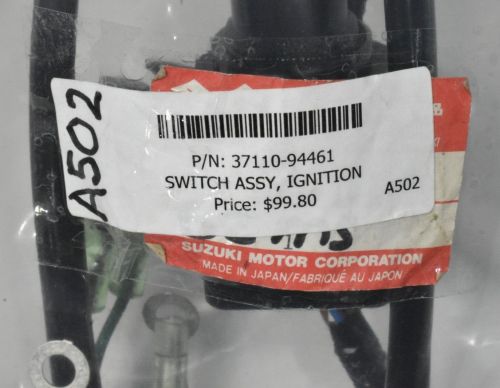 A502
P/N: 37110-94461
SWITCH ASSY, IGNITION
A502
Price: $99.80
SUZUKI MOTOR CORPORATION
MADE IN JAPAN/FABRIQUÉ AU JAPON